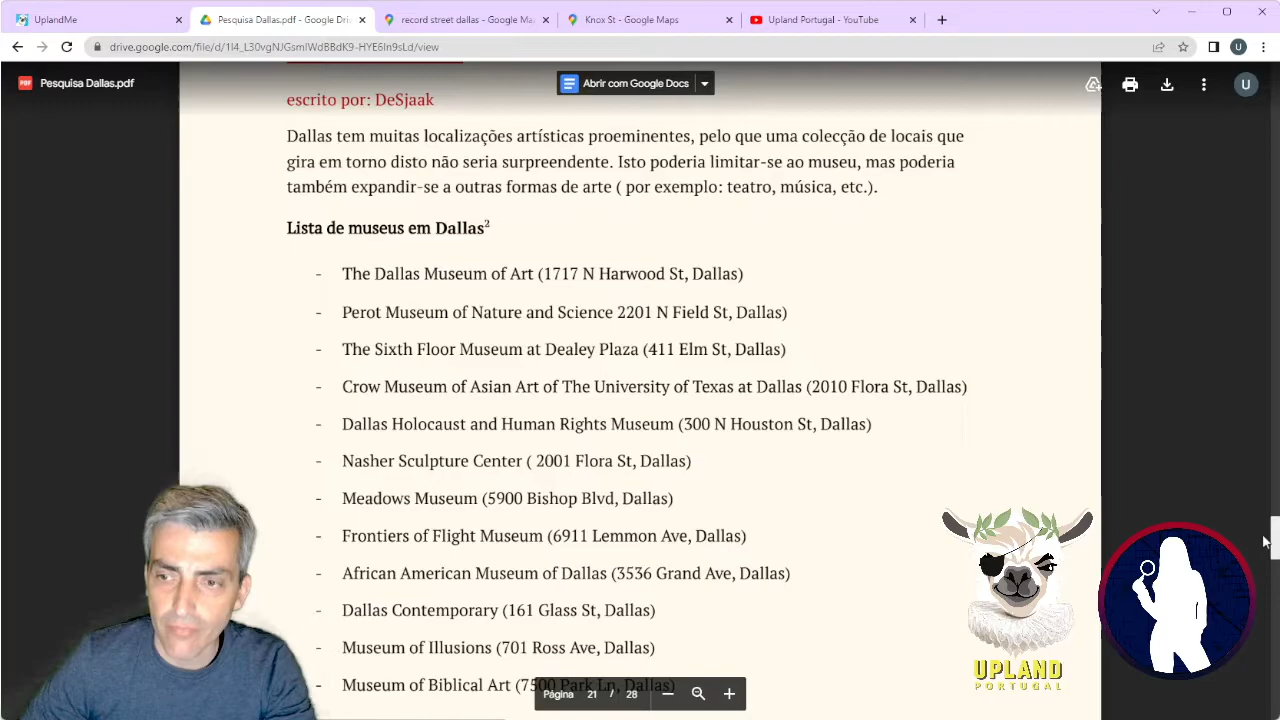 UplandMe
Pesquisa Dallas.pdf - Google Dri
record street dallas - Google Ma
Knox St - Google Maps
Upland Portugal - YouTube
drive.google.com/file/d/1I4_L30vgNJGsmIWdBBdK9-HYE6In9sLd/view
U
PDF
Pesquisa Dallas.pdf
Abrir com Google Docs
U
escrito por: DeSjaak
Dallas tem muitas localizações artísticas proeminentes, pelo que uma colecção de locais que
gira em torno disto não seria surpreendente. Isto poderia limitar-se ao museu, mas poderia
também expandir-se a outras formas de arte ( por exemplo: teatro, música, etc.).
Lista de museus em Dallas²
- The Dallas Museum of Art (1717 N Harwood St, Dallas)
- Perot Museum of Nature and Science 2201 N Field St, Dallas)
- The Sixth Floor Museum at Dealey Plaza (411 Elm St, Dallas)
- Crow Museum of Asian Art of The University of Texas at Dallas (2010 Flora St, Dallas)
- Dallas Holocaust and Human Rights Museum (300 N Houston St, Dallas)
- Nasher Sculpture Center ( 2001 Flora St, Dallas)
- Meadows Museum (5900 Bishop Blvd, Dallas)
- Frontiers of Flight Museum (6911 Lemmon Ave, Dallas)
- African American Museum of Dallas (3536 Grand Ave, Dallas)
- Dallas Contemporary (161 Glass St, Dallas)
- Museum of Illusions (701 Ross Ave, Dallas)
- Museum of Biblical Art (7500 Park Ln, Dallas)
Página 21 / 28
UPLAND
PORTUGAL